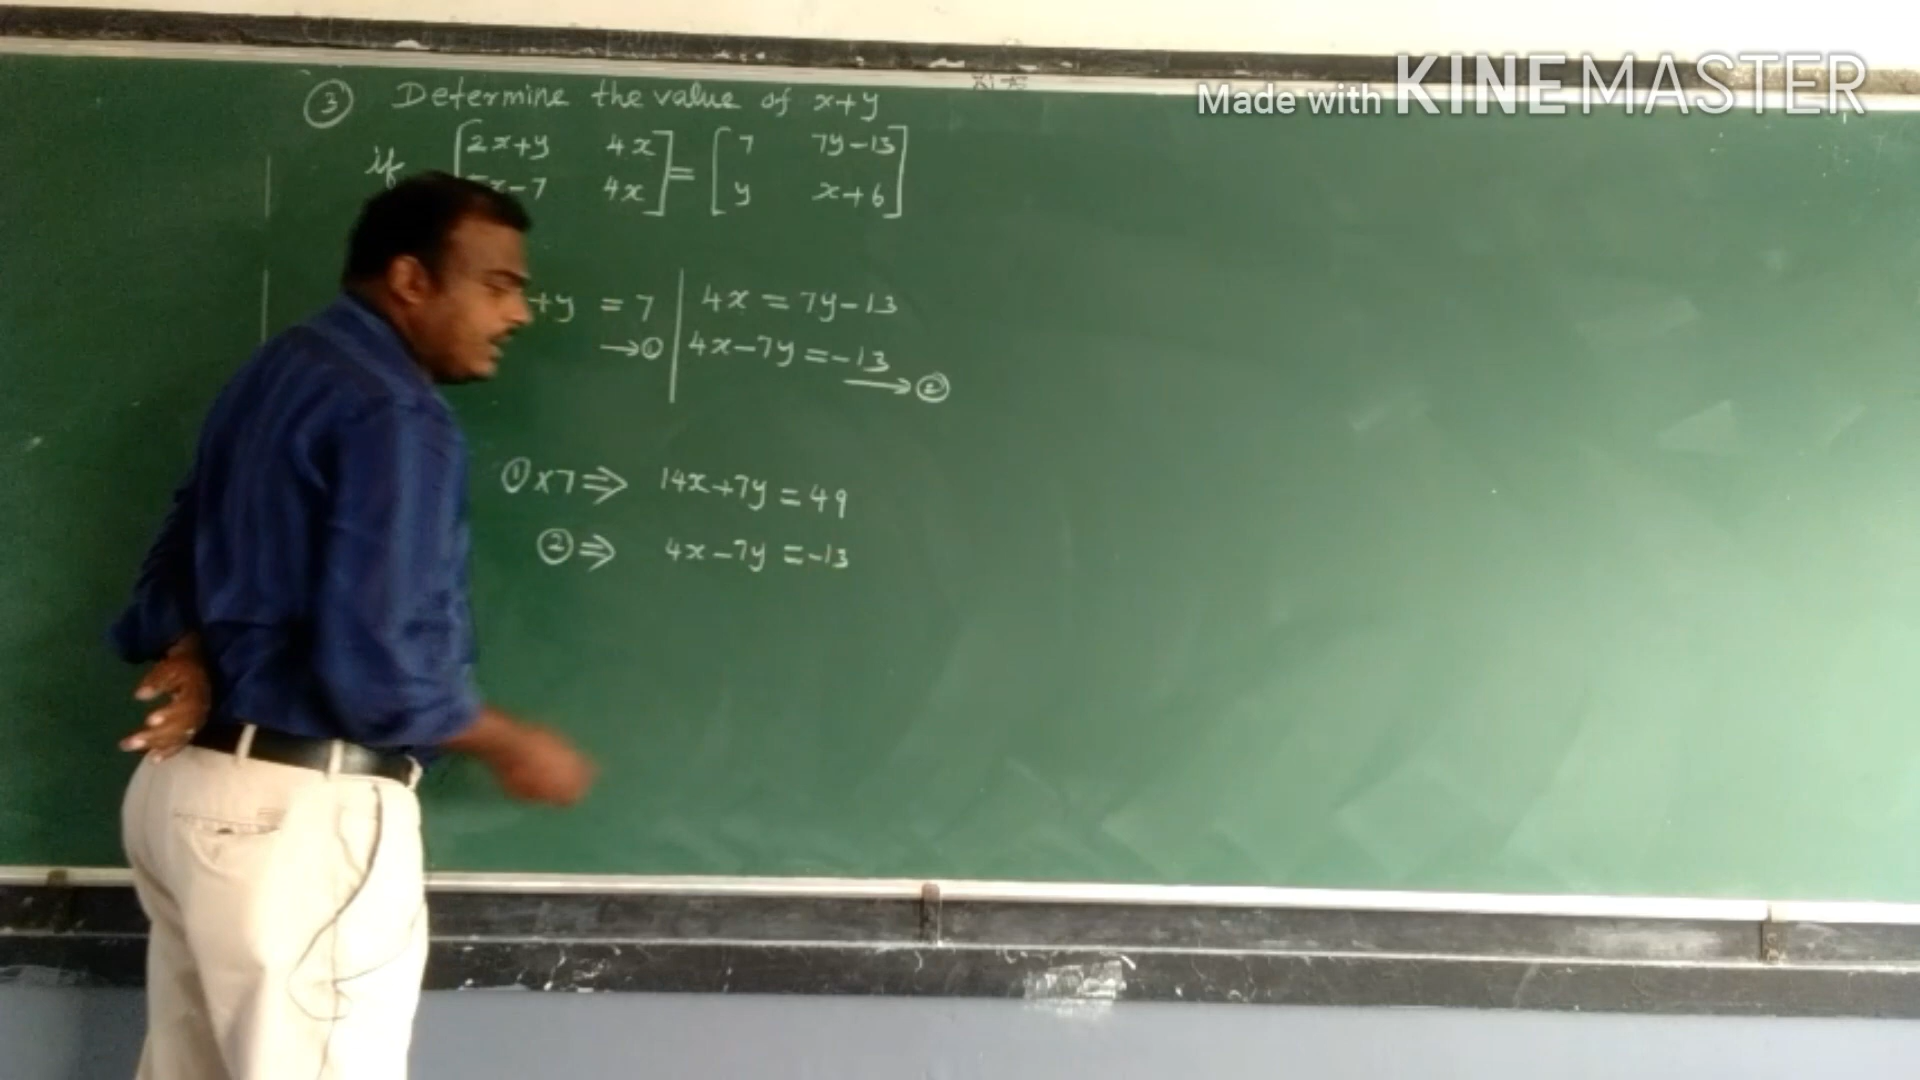 Made with KINEMASTER
③ Determine the value of x+y
if [2x+y 4x] = [7 7y-13]
x-7 4x y x+6
+y = 7 4x = 7y-13
→① 4x-7y = -13
→②
①x7⇒ 14x+7y = 49
②⇒ 4x-7y = -13